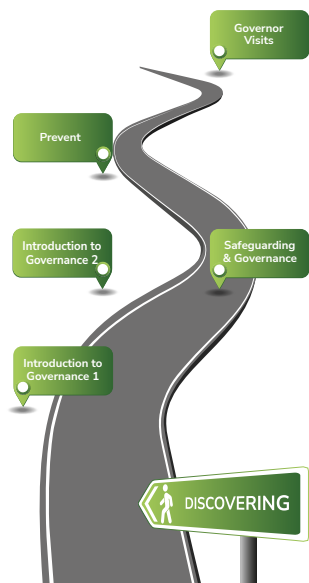 Governor
Visits
Prevent
Introduction to
Governance 2
Safeguarding
& Governance
Introduction to
Governance 1
DISCOVERING